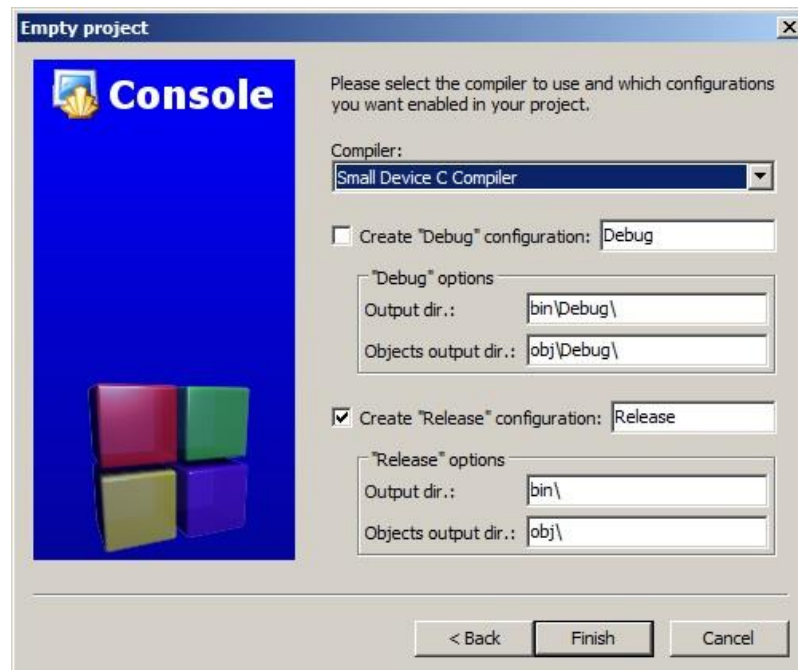 Empty project
Console
Please select the compiler to use and which configurations
you want enabled in your project.
Compiler:
Small Device C Compiler
Create "Debug" configuration: Debug
"Debug" options
Output dir.: bin\Debug\
Objects output dir.: obj\Debug\
Create "Release" configuration: Release
"Release" options
Output dir.: bin\
Objects output dir.: obj\
< Back Finish Cancel